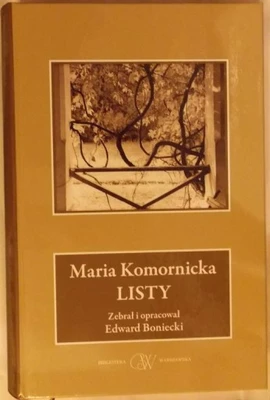 Maria Komornicka
LISTY
Zebrał i opracował
Edward Boniecki